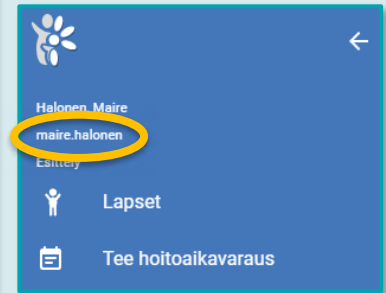 Halonen, Maire
maire.halonen
Esittely
Lapset
Tee hoitoaikavaraus